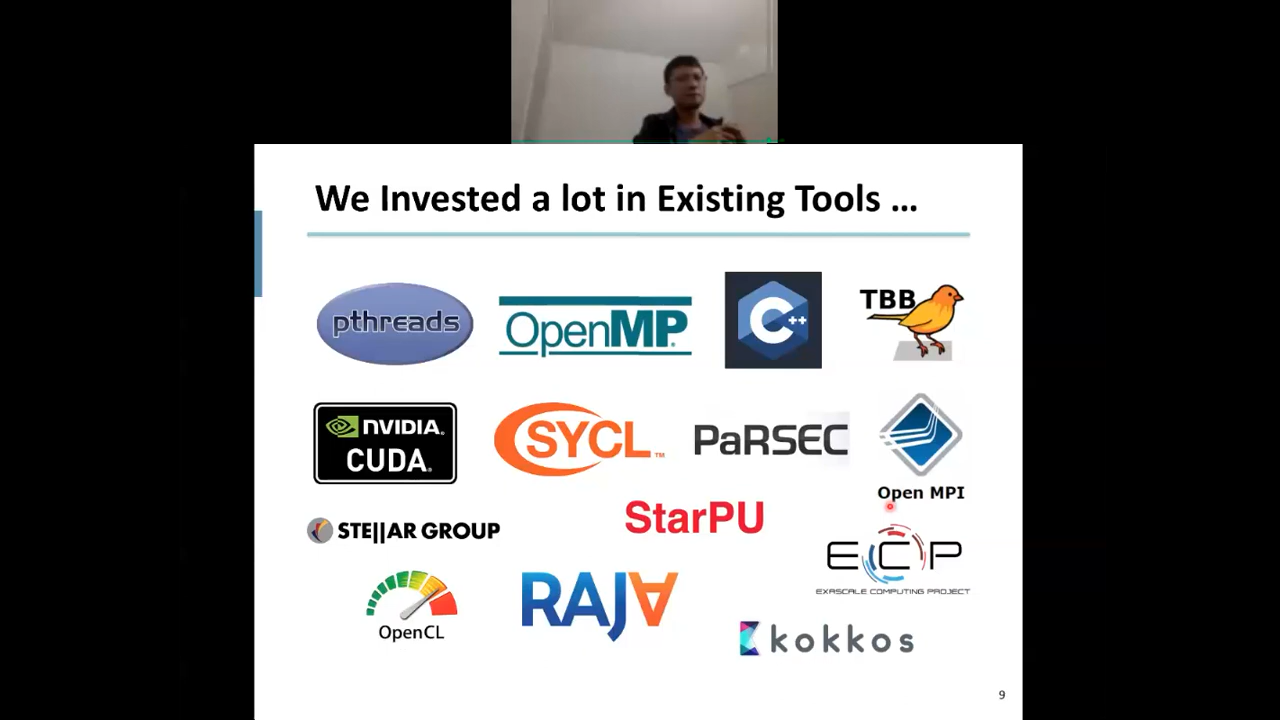 We Invested a lot in Existing Tools ...
pthreads
OpenMP
C++
TBB
NVIDIA.
CUDA
SYCL™
PaRSEC
Open MPI
STE||AR GROUP
StarPU
ECP
EXASCALE COMPUTING PROJECT
OpenCL
RAJA
kokkos
9